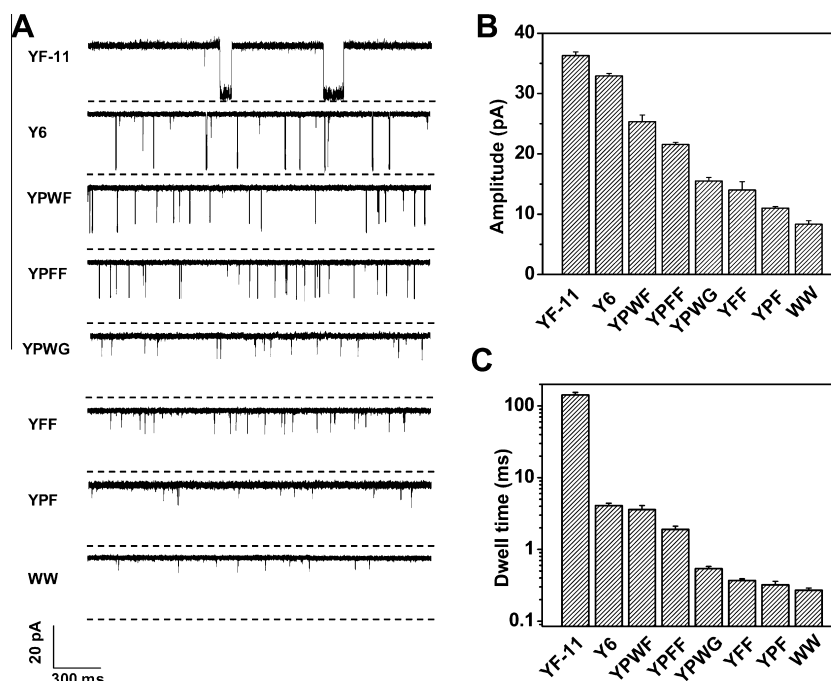 A
YF-11
Y6
YPWF
YPFF
YPWG
YFF
YPF
WW
20 pA
300 ms
B
Amplitude (pA)
40
30
20
10
0
YF-11 Y6 YPWF YPFF YPWG YFF YPF WW
C
Dwell time (ms)
100
10
1
0.1
YF-11 Y6 YPWF YPFF YPWG YFF YPF WW